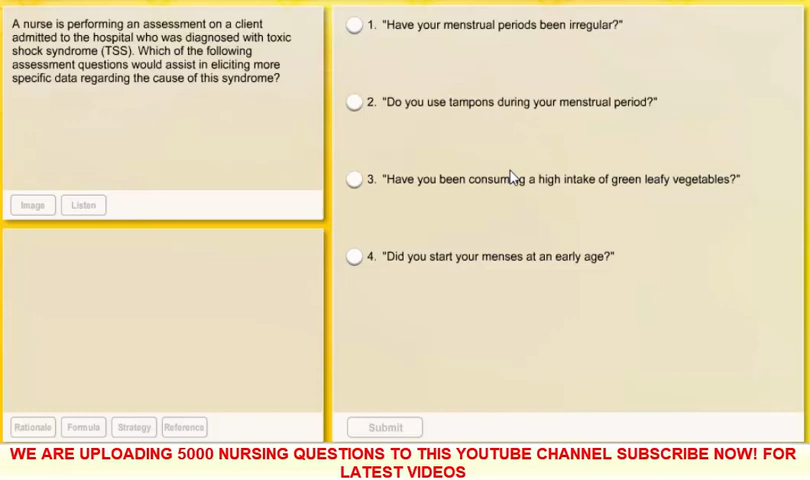 A nurse is performing an assessment on a client
admitted to the hospital who was diagnosed with toxic
shock syndrome (TSS). Which of the following
assessment questions would assist in eliciting more
specific data regarding the cause of this syndrome?
Image
Listen
1. "Have your menstrual periods been irregular?"
2. "Do you use tampons during your menstrual period?"
3. "Have you been consuming a high intake of green leafy vegetables?"
4. "Did you start your menses at an early age?"
Rationale
Formula
Strategy
Reference
Submit
WE ARE UPLOADING 5000 NURSING QUESTIONS TO THIS YOUTUBE CHANNEL SUBSCRIBE NOW! FOR
LATEST VIDEOS